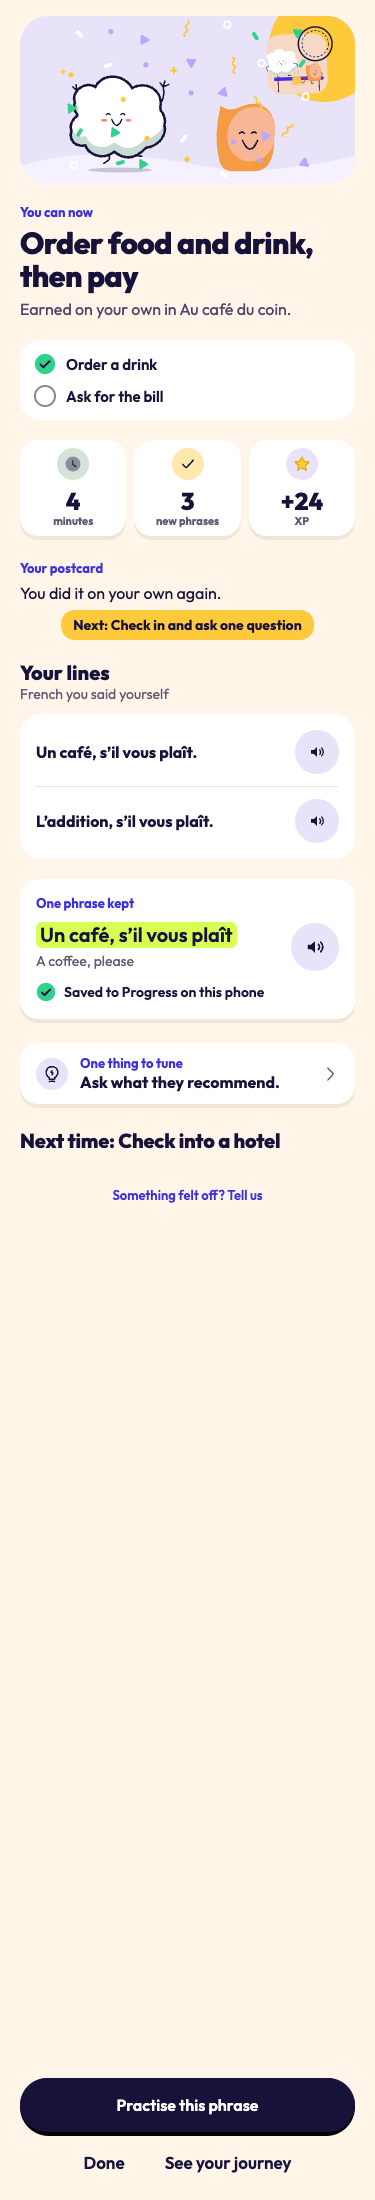 You can now
Order food and drink,
then pay
Earned on your own in Au café du coin.
Order a drink
Ask for the bill
4
minutes
3
new phrases
+24
XP
Your postcard
You did it on your own again.
Next: Check in and ask one question
Your lines
French you said yourself
Un café, s’il vous plaît.
L’addition, s’il vous plaît.
One phrase kept
Un café, s’il vous plaît
A coffee, please
Saved to Progress on this phone
One thing to tune
Ask what they recommend.
Next time: Check into a hotel
Something felt off? Tell us
Practise this phrase
Done
See your journey